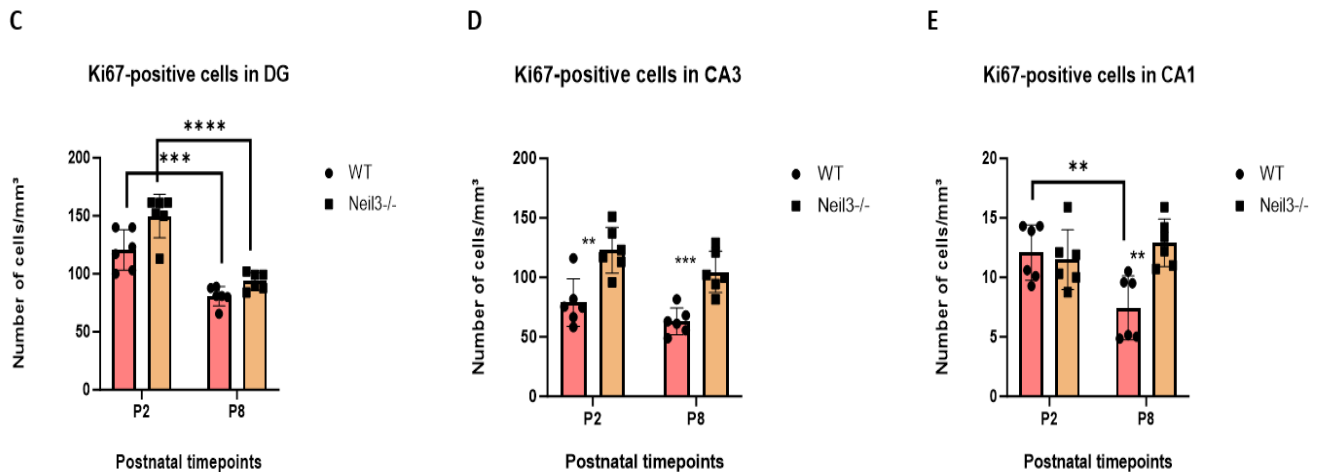 C
Ki67-positive cells in DG
Number of cells/mm³
200
150
100
50
0
****
***
WT
Neil3-/-
P2
P8
Postnatal timepoints
D
Ki67-positive cells in CA3
Number of cells/mm³
200
150
100
50
0
**
***
WT
Neil3-/-
P2
P8
Postnatal timepoints
E
Ki67-positive cells in CA1
Number of cells/mm³
20
15
10
5
0
**
**
WT
Neil3-/-
P2
P8
Postnatal timepoints